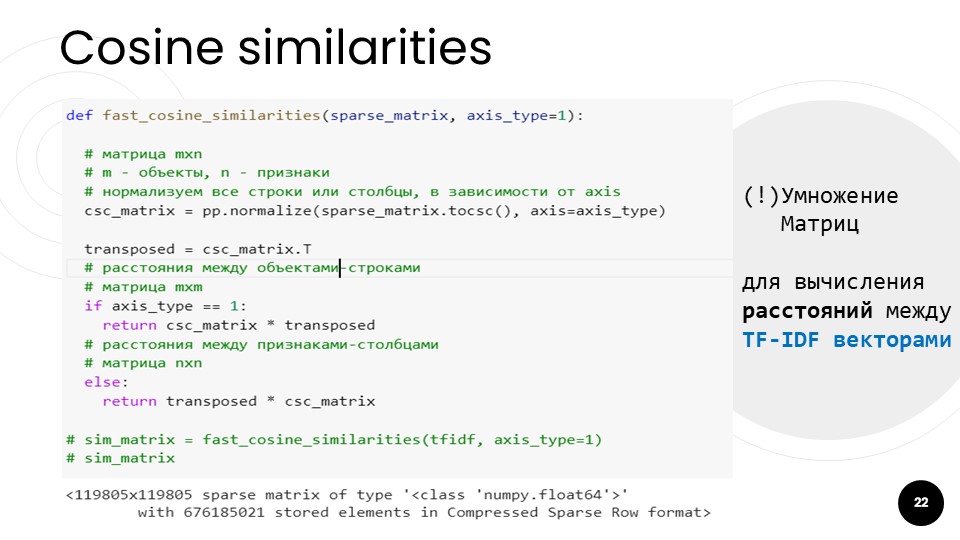 Cosine similarities
def fast_cosine_similarities(sparse_matrix, axis_type=1):
# матрица mxn
# m - объекты, n - признаки
# нормализуем все строки или столбцы, в зависимости от axis
csc_matrix = pp.normalize(sparse_matrix.tocsc(), axis=axis_type)
transposed = csc_matrix.T
# расстояния между объектами-строками
# матрица mxm
if axis_type == 1:
return csc_matrix * transposed
# расстояния между признаками-столбцами
# матрица nxn
else:
return transposed * csc_matrix
# sim_matrix = fast_cosine_similarities(tfidf, axis_type=1)
# sim_matrix
<119805x119805 sparse matrix of type '<class 'numpy.float64'>'
with 676185021 stored elements in Compressed Sparse Row format>
(!)Умножение
Матриц
для вычисления
расстояний между
TF-IDF векторами
22